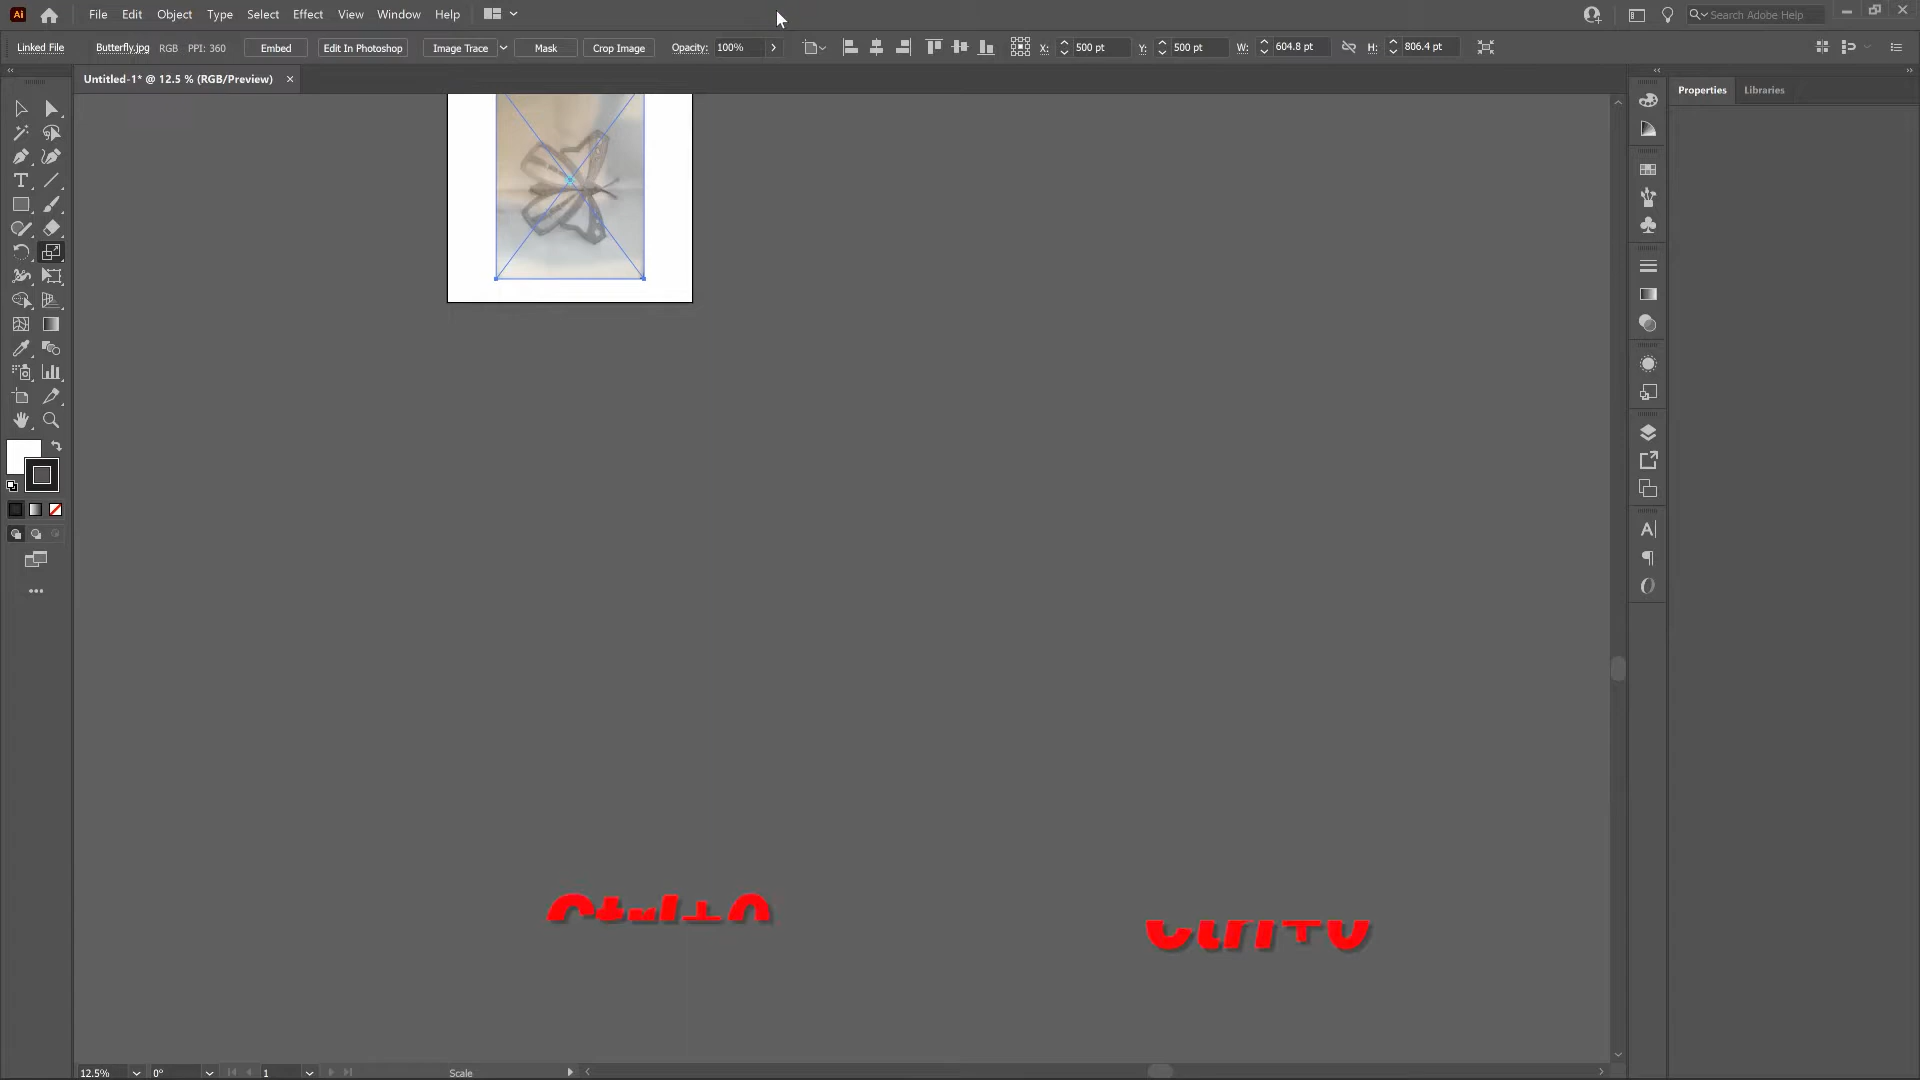 Ai File Edit Object Type Select Effect View Window Help Search Adobe Help
Linked File Butterfly.jpg RGB PPI: 360 Embed Edit In Photoshop Image Trace Mask Crop Image Opacity: 100% X: 500 pt Y: 500 pt W: 604.8 pt H: 806.4 pt
Untitled-1* @ 12.5 % (RGB/Preview)
Properties Libraries
12.5% 0° 1 Scale